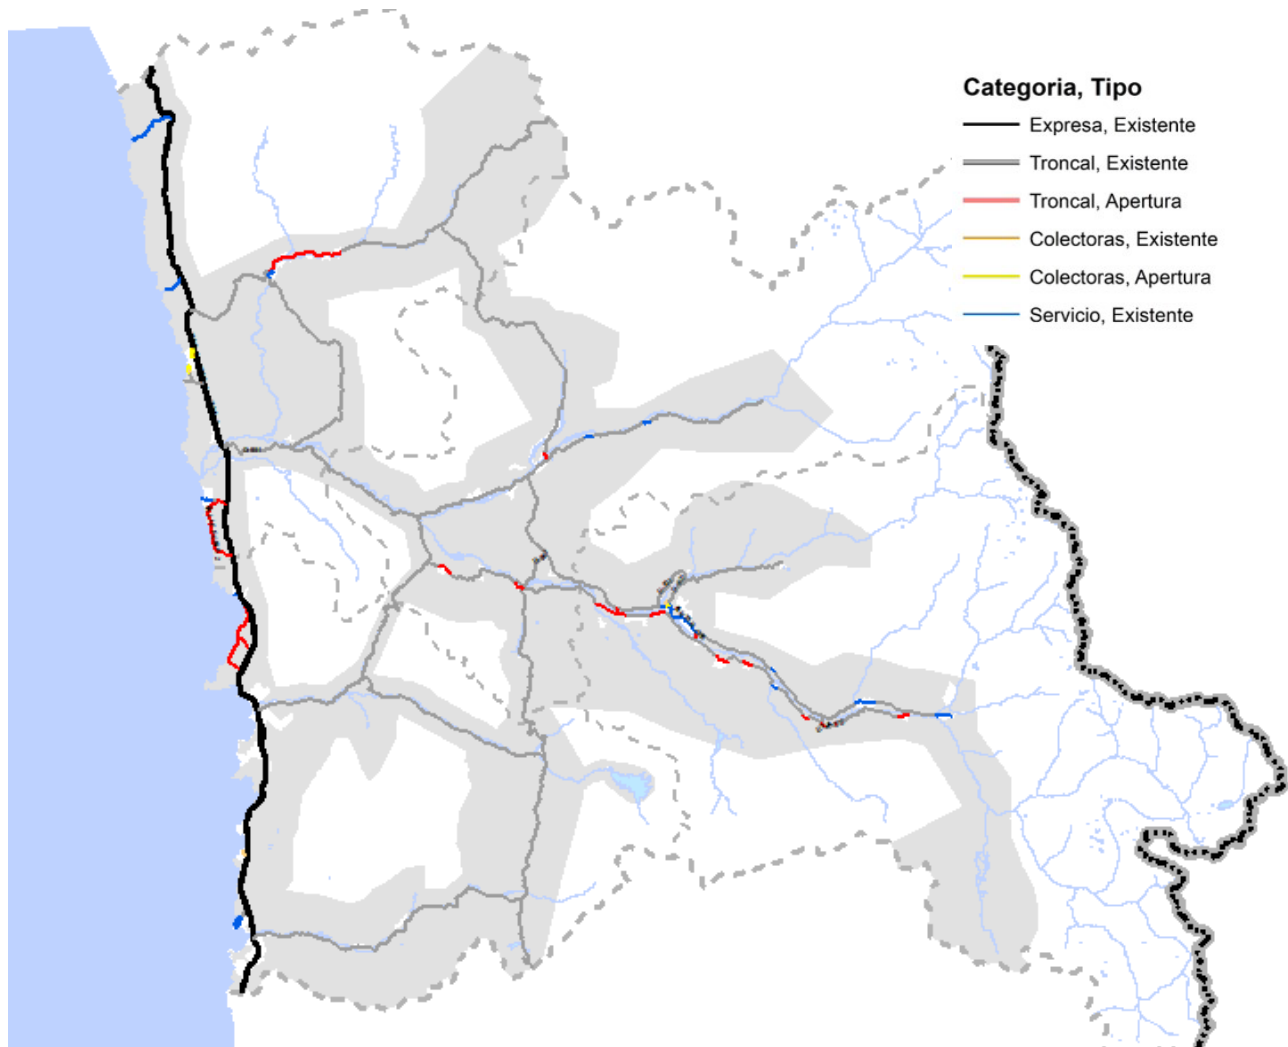 Categoria, Tipo
Expresa, Existente
Troncal, Existente
Troncal, Apertura
Colectoras, Existente
Colectoras, Apertura
Servicio, Existente